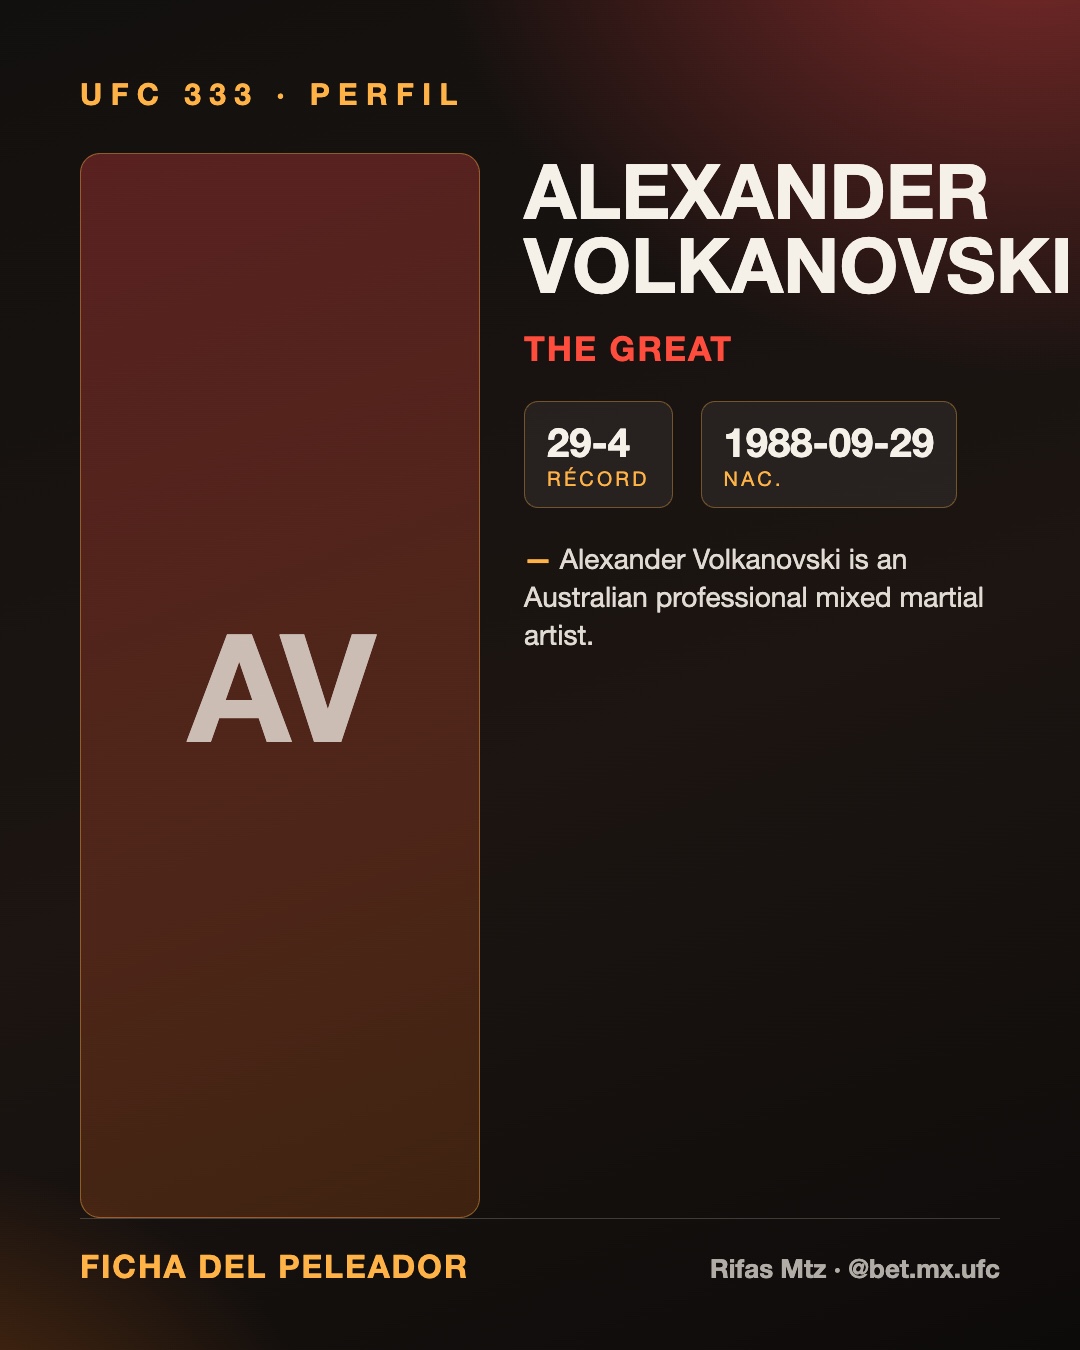 UFC 333 · PERFIL
ALEXANDER
VOLKANOVSKI
THE GREAT
29-4
RÉCORD
1988-09-29
NAC.
— Alexander Volkanovski is an
Australian professional mixed martial
artist.
AV
FICHA DEL PELEADOR
Rifas Mtz · @bet.mx.ufc